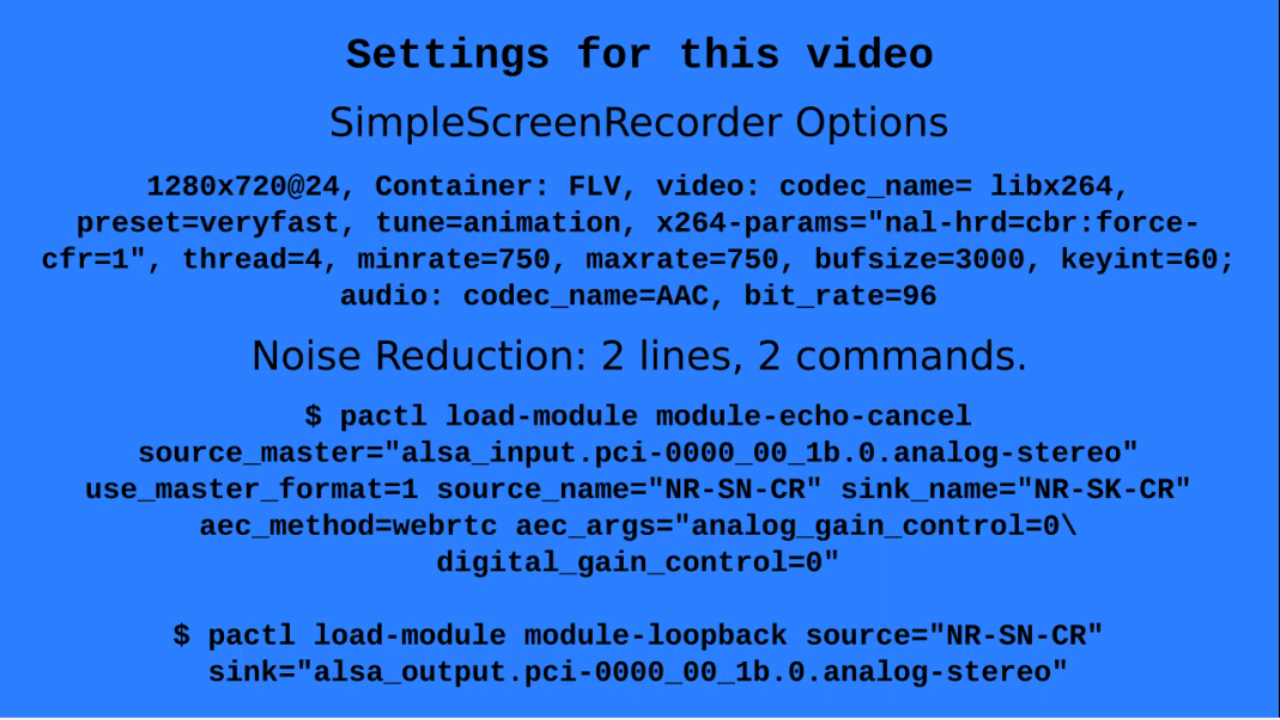 Settings for this video
SimpleScreenRecorder Options
1280x720@24, Container: FLV, video: codec_name= libx264,
preset=veryfast, tune=animation, x264-params="nal-hrd=cbr:force-
cfr=1", thread=4, minrate=750, maxrate=750, bufsize=3000, keyint=60;
audio: codec_name=AAC, bit_rate=96
Noise Reduction: 2 lines, 2 commands.
$ pactl load-module module-echo-cancel
source_master="alsa_input.pci-0000_00_1b.0.analog-stereo"
use_master_format=1 source_name="NR-SN-CR" sink_name="NR-SK-CR"
aec_method=webrtc aec_args="analog_gain_control=0\
digital_gain_control=0"
$ pactl load-module module-loopback source="NR-SN-CR"
sink="alsa_output.pci-0000_00_1b.0.analog-stereo"